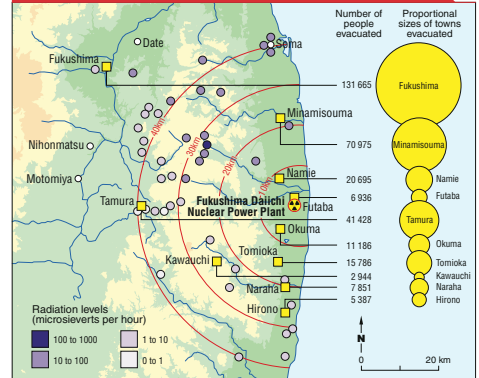 Number of people evacuated
Proportional sizes of towns evacuated
Date
Soma
Fukushima
131 665
Fukushima
Minamisouma
40km
30km
20km
10km
70 975
Minamisouma
Nihonmatsu
Motomiya
Namie
20 695
Namie
Fukushima Daiichi
Nuclear Power Plant
Futaba
6 936
Futaba
Tamura
41 428
Tamura
Okuma
11 186
Okuma
Tomioka
15 786
Tomioka
Kawauchi
2 944
Kawauchi
Naraha
7 851
Naraha
Hirono
5 387
Hirono
Radiation levels
(microsieverts per hour)
100 to 1000
1 to 10
10 to 100
0 to 1
N
0
20 km